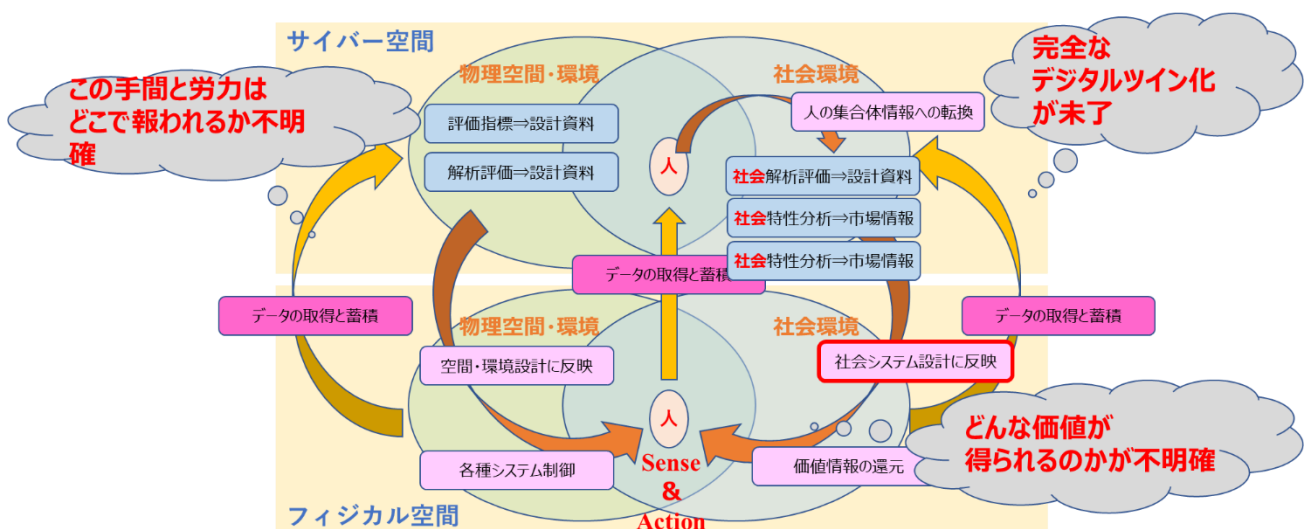 サイバー空間
この手間と労力は
どこで報われるか不明
確
完全な
デジタルツイン化
が未了
物理空間・環境
社会環境
人の集合体情報への転換
評価指標⇒設計資料
解析評価⇒設計資料
人
社会解析評価⇒設計資料
社会特性分析⇒市場情報
社会特性分析⇒市場情報
データの取得と蓄積
データの取得と蓄積
データの取得と蓄積
物理空間・環境
社会環境
空間・環境設計に反映
社会システム設計に反映
人
どんな価値が
得られるのかが不明確
各種システム制御
価値情報の還元
Sense
&
Action
フィジカル空間